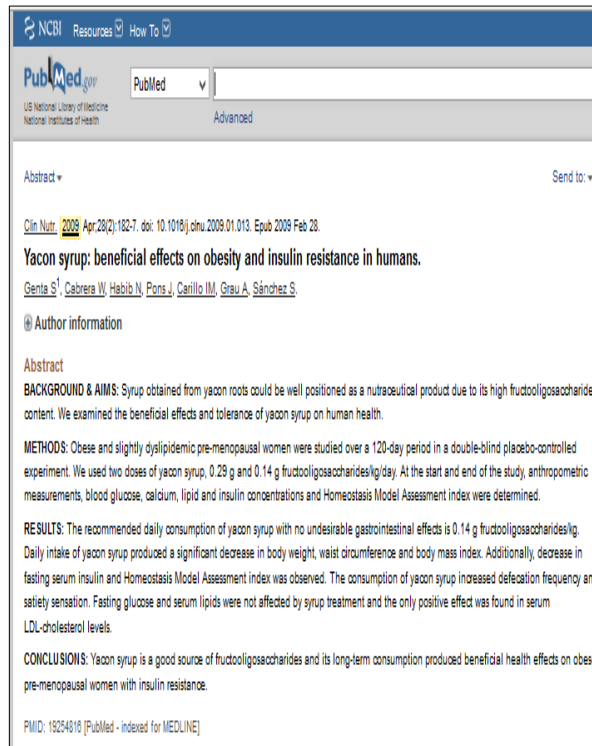 NCBI Resources How To
PubMed.gov
US National Library of Medicine
National Institutes of Health
PubMed
Advanced
Abstract
Send to:
Clin Nutr. 2009 Apr;28(2):182-7. doi: 10.1016/j.clnu.2009.01.013. Epub 2009 Feb 28.
Yacon syrup: beneficial effects on obesity and insulin resistance in humans.
Genta S1, Cabrera W, Habib N, Pons J, Carillo IM, Grau A, Sánchez S.
Author information
Abstract
BACKGROUND & AIMS: Syrup obtained from yacon roots could be well positioned as a nutraceutical product due to its high fructooligosaccharide
content. We examined the beneficial effects and tolerance of yacon syrup on human health.
METHODS: Obese and slightly dyslipidemic pre-menopausal women were studied over a 120-day period in a double-blind placebo-controlled
experiment. We used two doses of yacon syrup, 0.29 g and 0.14 g fructooligosaccharides/kg/day. At the start and end of the study, anthropometric
measurements, blood glucose, calcium, lipid and insulin concentrations and Homeostasis Model Assessment index were determined.
RESULTS: The recommended daily consumption of yacon syrup with no undesirable gastrointestinal effects is 0.14 g fructooligosaccharides/kg.
Daily intake of yacon syrup produced a significant decrease in body weight, waist circumference and body mass index. Additionally, decrease in
fasting serum insulin and Homeostasis Model Assessment index was observed. The consumption of yacon syrup increased defecation frequency an
satiety sensation. Fasting glucose and serum lipids were not affected by syrup treatment and the only positive effect was found in serum
LDL-cholesterol levels.
CONCLUSIONS: Yacon syrup is a good source of fructooligosaccharides and its long-term consumption produced beneficial health effects on obes
pre-menopausal women with insulin resistance.
PMID: 19254816 [PubMed - indexed for MEDLINE]